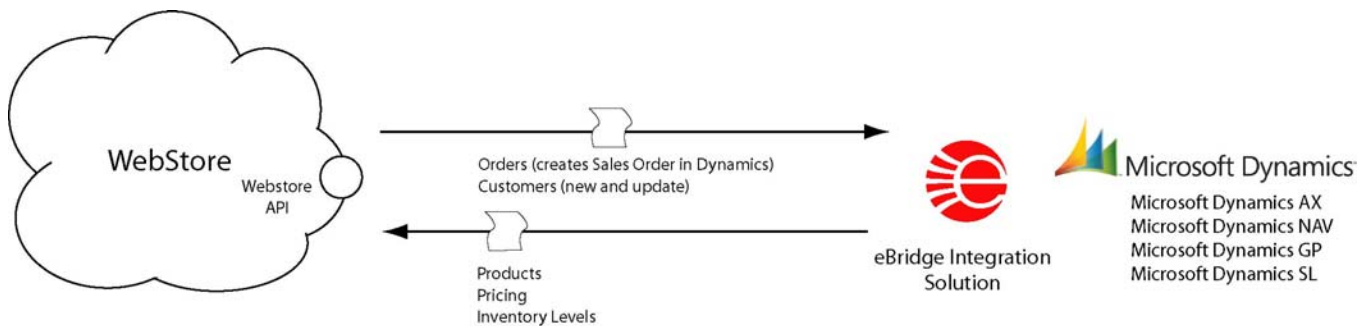 WebStore
Webstore
API
Orders (creates Sales Order in Dynamics)
Customers (new and update)
Products
Pricing
Inventory Levels
eBridge Integration
Solution
Microsoft Dynamics
Microsoft Dynamics AX
Microsoft Dynamics NAV
Microsoft Dynamics GP
Microsoft Dynamics SL